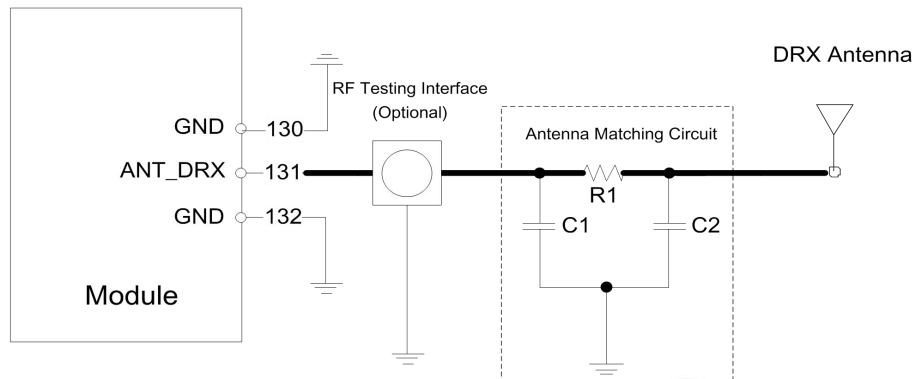 DRX Antenna
RF Testing Interface
(Optional)
Antenna Matching Circuit
GND 130
ANT_DRX 131
R1
GND 132
C1
C2
Module